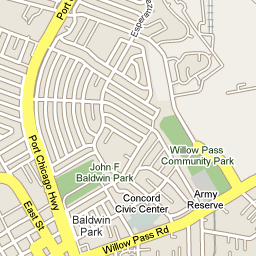 Port
Esperanza
Port Chicago Hwy
Willow Pass
Community Park
John F
Baldwin Park
Concord
Civic Center
Army
Reserve
East St
Baldwin
Park
Willow Pass Rd